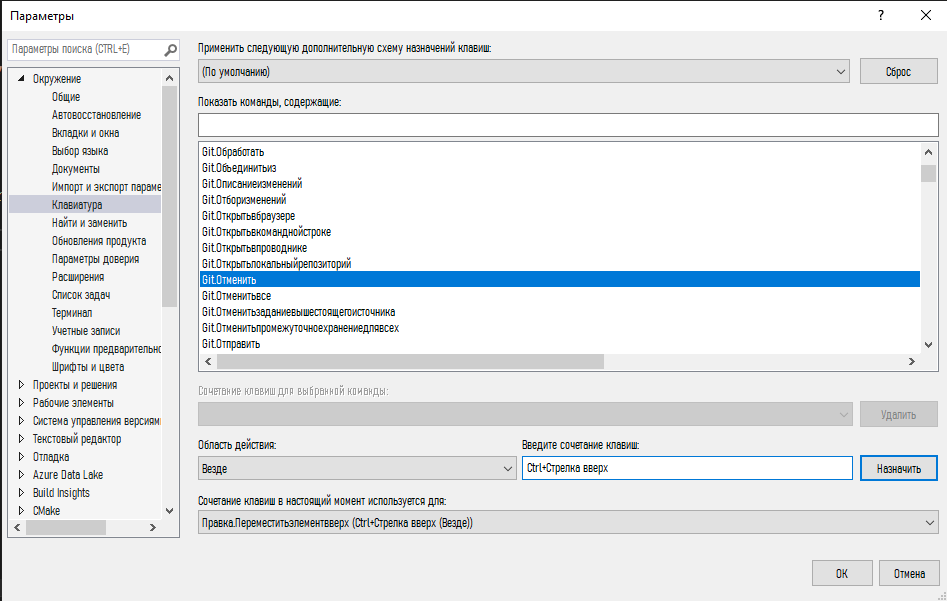 Параметры
?
Параметры поиска (CTRL+E)
Окружение
Общие
Автовосстановление
Вкладки и окна
Выбор языка
Документы
Импорт и экспорт параме
Клавиатура
Найти и заменить
Обновления продукта
Параметры доверия
Расширения
Список задач
Терминал
Учетные записи
Функции предварительнс
Шрифты и цвета
Проекты и решения
Рабочие элементы
Система управления версиям
Текстовый редактор
Отладка
Azure Data Lake
Build Insights
CMake
Применить следующую дополнительную схему назначений клавиш:
(По умолчанию)
Сброс
Показать команды, содержащие:
Git.Обработать
Git.Объединитьиз
Git.Описаниеизменений
Git.Отборизменений
Git.Открытьвбраузере
Git.Открытьвкоманднойстроке
Git.Открытьвпроводнике
Git.Открытьлокальныйрепозиторий
Git.Отменить
Git.Отменитьвсе
Git.Отменитьзаданиевышестоящегоисточника
Git.Отменитьпромежуточноехранениедлявсех
Git.Отправить
Сочетание клавиш для выбранной команды:
Удалить
Область действия:
Введите сочетание клавиш:
Везде
Ctrl+Стрелка вверх
Назначить
Сочетание клавиш в настоящий момент используется для:
Правка.Переместитьэлементвверх (Ctrl+Стрелка вверх (Везде))
ОК
Отмена